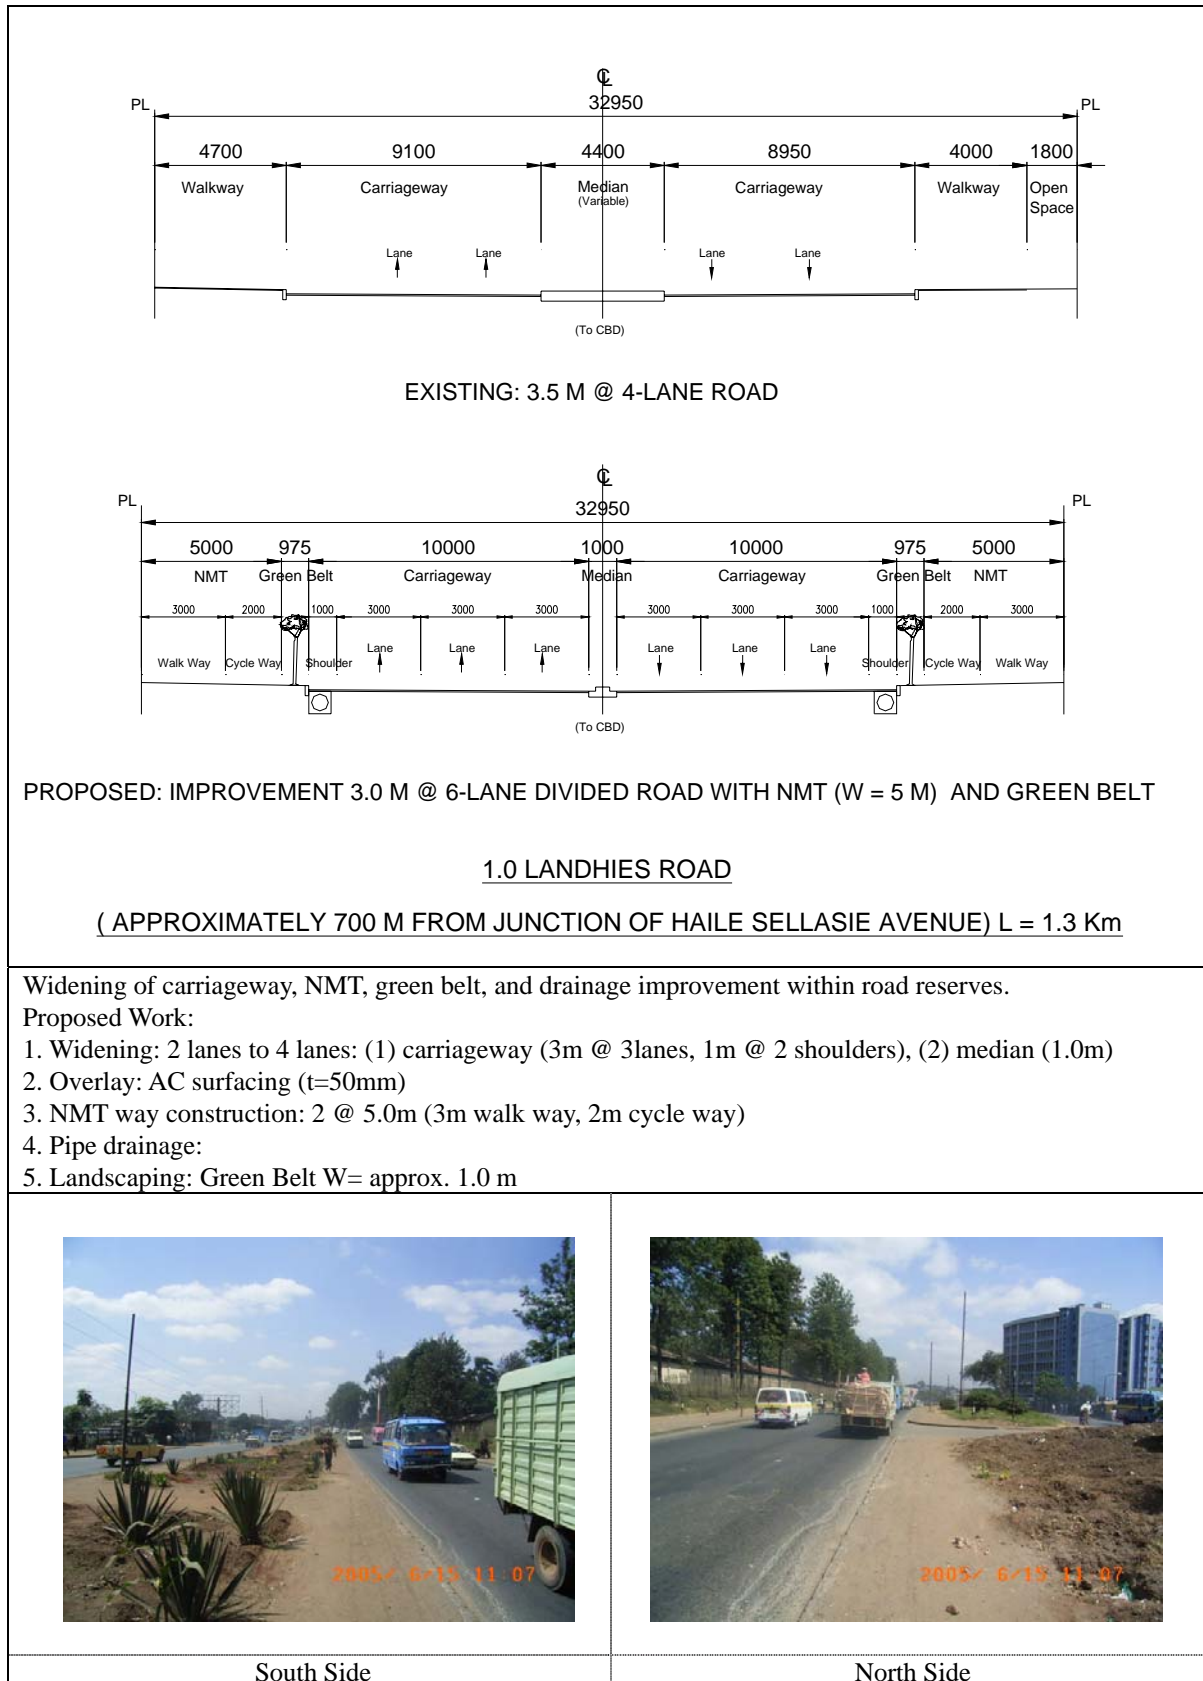 ℄
PL 32950 PL
4700 9100 4400 8950 4000 1800
Walkway Carriageway Median Carriageway Walkway Open
(Variable) Space
Lane Lane Lane Lane
(To CBD)
EXISTING: 3.5 M @ 4-LANE ROAD
℄
PL 32950 PL
5000 975 10000 1000 10000 975 5000
NMT Green Belt Carriageway Median Carriageway Green Belt NMT
3000 2000 1000 3000 3000 3000 3000 3000 3000 1000 2000 3000
Lane Lane Lane Lane Lane Lane
Walk Way Cycle Way Shoulder Shoulder Cycle Way Walk Way
(To CBD)
PROPOSED: IMPROVEMENT 3.0 M @ 6-LANE DIVIDED ROAD WITH NMT (W = 5 M) AND GREEN BELT
1.0 LANDHIES ROAD
( APPROXIMATELY 700 M FROM JUNCTION OF HAILE SELLASIE AVENUE) L = 1.3 Km
Widening of carriageway, NMT, green belt, and drainage improvement within road reserves.
Proposed Work:
1. Widening: 2 lanes to 4 lanes: (1) carriageway (3m @ 3lanes, 1m @ 2 shoulders), (2) median (1.0m)
2. Overlay: AC surfacing (t=50mm)
3. NMT way construction: 2 @ 5.0m (3m walk way, 2m cycle way)
4. Pipe drainage:
5. Landscaping: Green Belt W= approx. 1.0 m
2005/ 6/15 11 07
2005/ 6/15 11 07
South Side North Side